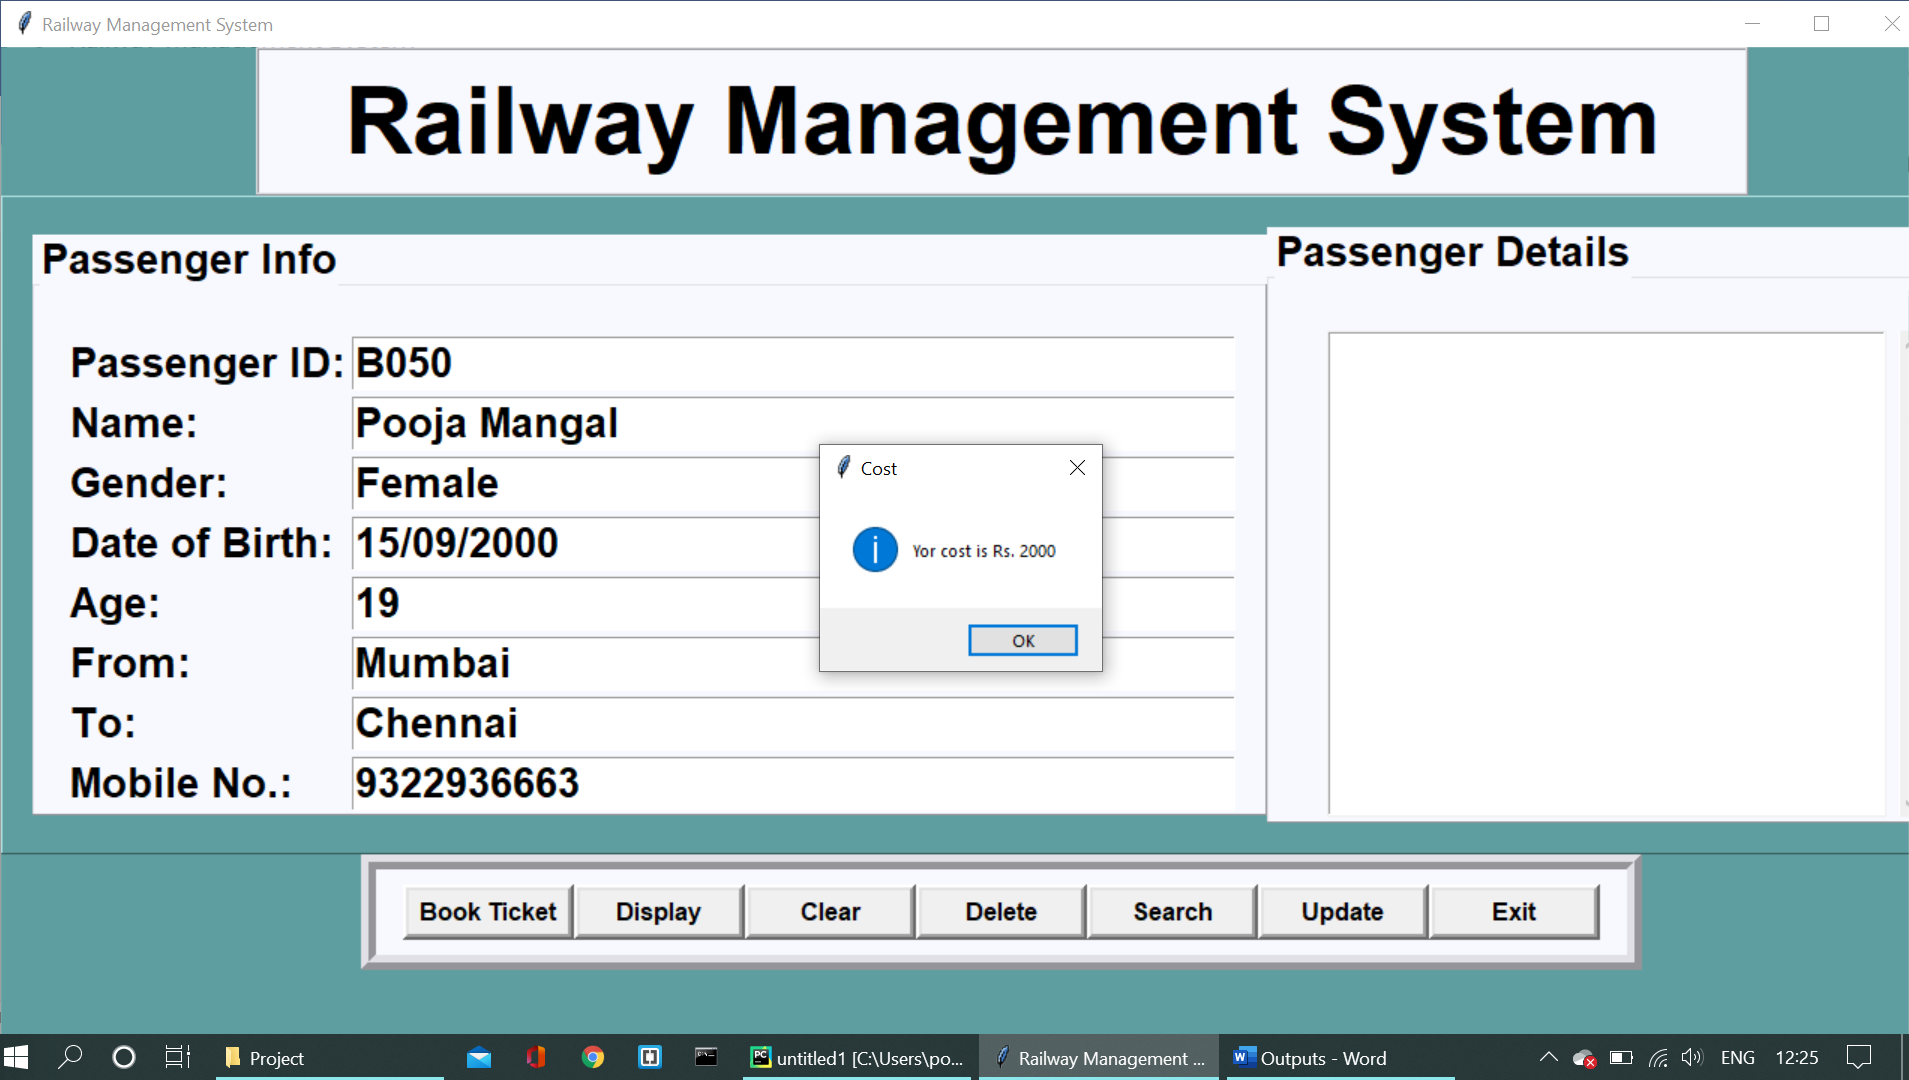 Railway Management System
Railway Management System
Passenger Info
Passenger Details
Passenger ID: B050
Name: Pooja Mangal
Gender: Female
Date of Birth: 15/09/2000
Age: 19
From: Mumbai
To: Chennai
Mobile No.: 9322936663
Cost
Yor cost is Rs. 2000
OK
Book Ticket Display Clear Delete Search Update Exit
Project
untitled1 [C:\Users\po...
Railway Management ...
Outputs - Word
ENG 12:25